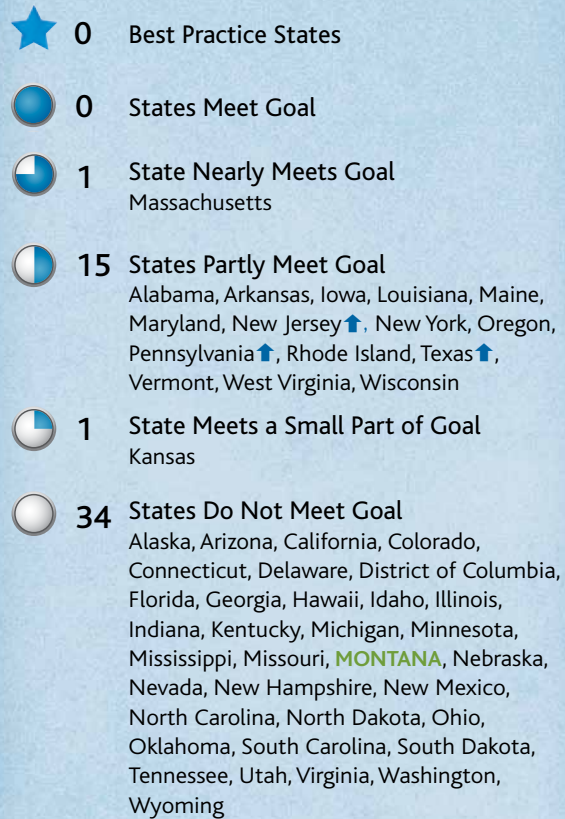 0 Best Practice States
0 States Meet Goal
1 State Nearly Meets Goal
Massachusetts
15 States Partly Meet Goal
Alabama, Arkansas, Iowa, Louisiana, Maine,
Maryland, New Jersey⬆, New York, Oregon,
Pennsylvania⬆, Rhode Island, Texas⬆,
Vermont, West Virginia, Wisconsin
1 State Meets a Small Part of Goal
Kansas
34 States Do Not Meet Goal
Alaska, Arizona, California, Colorado,
Connecticut, Delaware, District of Columbia,
Florida, Georgia, Hawaii, Idaho, Illinois,
Indiana, Kentucky, Michigan, Minnesota,
Mississippi, Missouri, MONTANA, Nebraska,
Nevada, New Hampshire, New Mexico,
North Carolina, North Dakota, Ohio,
Oklahoma, South Carolina, South Dakota,
Tennessee, Utah, Virginia, Washington,
Wyoming